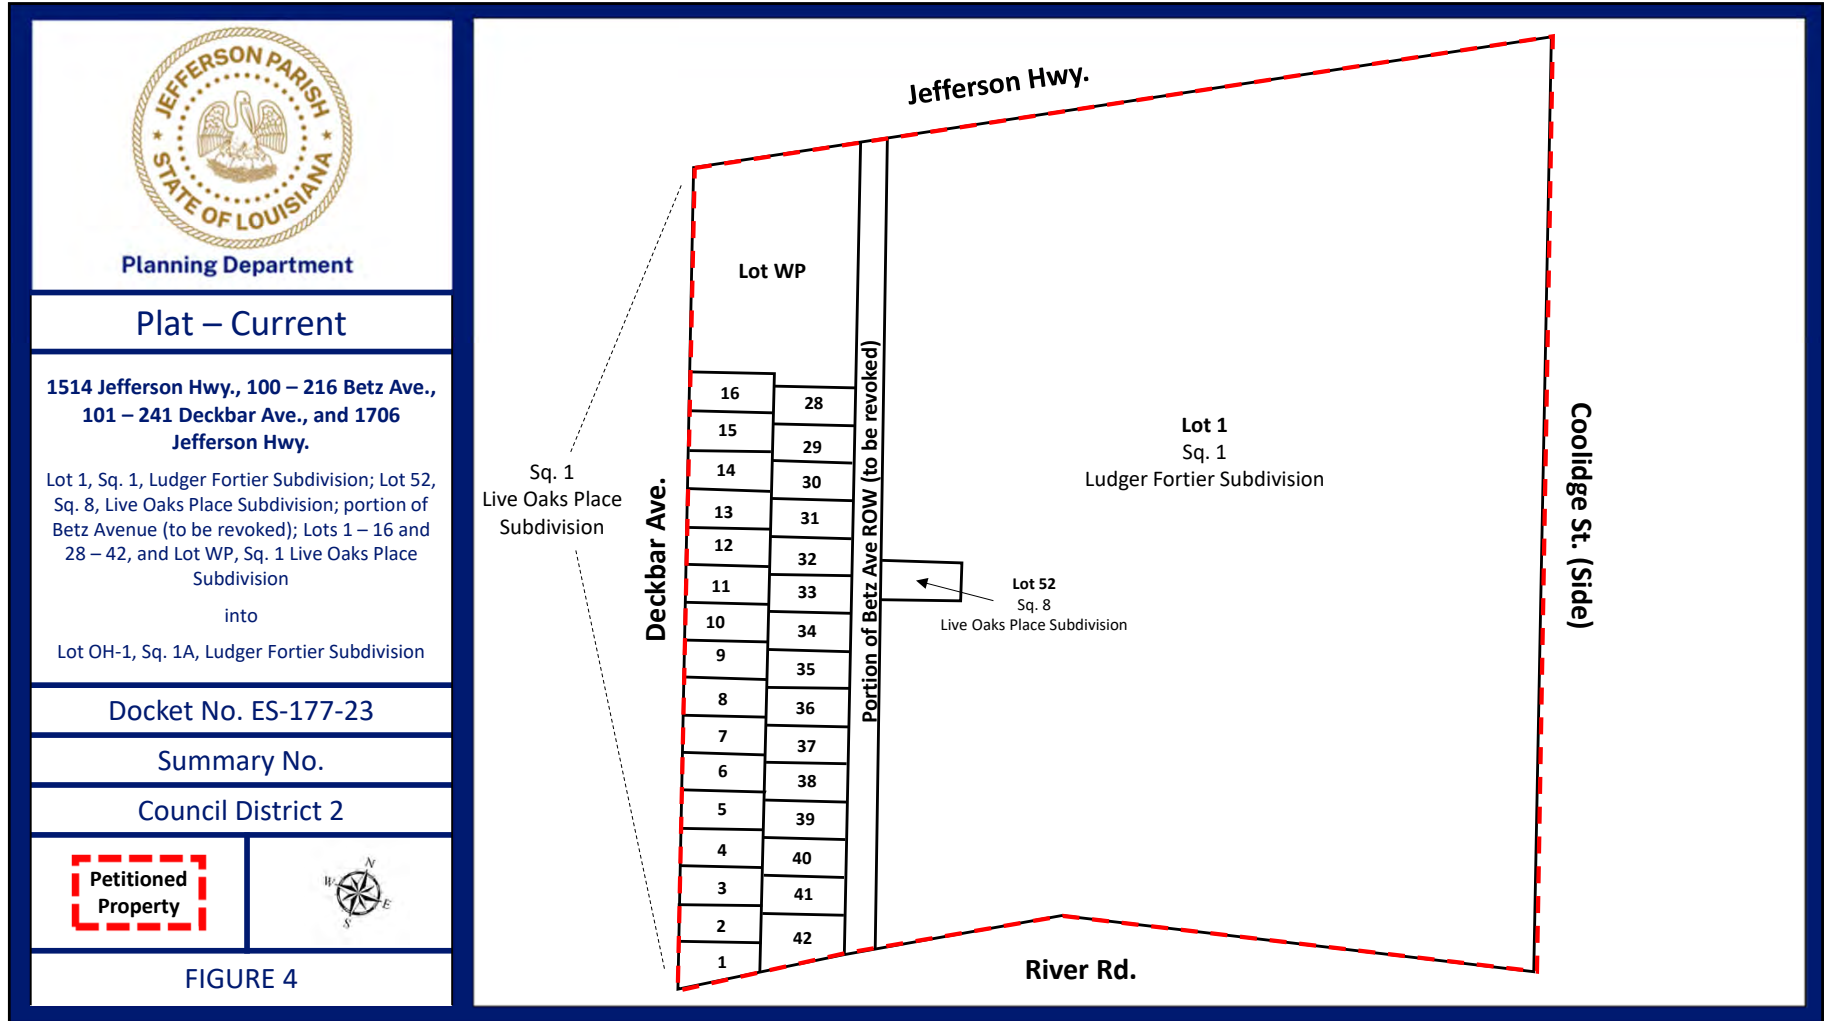 JEFFERSON PARISH
STATE OF LOUISIANA
Planning Department
Plat – Current
1514 Jefferson Hwy., 100 – 216 Betz Ave.,
101 – 241 Deckbar Ave., and 1706
Jefferson Hwy.
Lot 1, Sq. 1, Ludger Fortier Subdivision; Lot 52,
Sq. 8, Live Oaks Place Subdivision; portion of
Betz Avenue (to be revoked); Lots 1 – 16 and
28 – 42, and Lot WP, Sq. 1 Live Oaks Place
Subdivision
into
Lot OH-1, Sq. 1A, Ludger Fortier Subdivision
Docket No. ES-177-23
Summary No.
Council District 2
Petitioned
Property
N
W
E
S
FIGURE 4
Jefferson Hwy.
Lot WP
Sq. 1
Live Oaks Place
Subdivision
Deckbar Ave.
16
15
14
13
12
11
10
9
8
7
6
5
4
3
2
1
28
29
30
31
32
33
34
35
36
37
38
39
40
41
42
Portion of Betz Ave ROW (to be revoked)
Lot 52
Sq. 8
Live Oaks Place Subdivision
Lot 1
Sq. 1
Ludger Fortier Subdivision
Coolidge St. (Side)
River Rd.